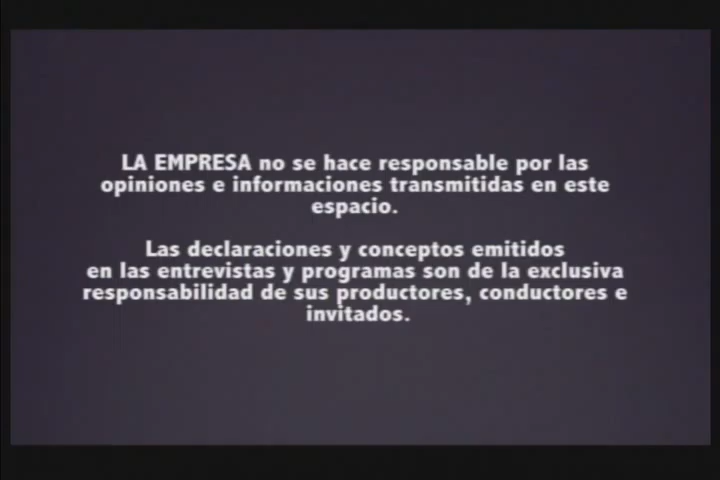 LA EMPRESA no se hace responsable por las
opiniones e informaciones transmitidas en este
espacio.
Las declaraciones y conceptos emitidos
en las entrevistas y programas son de la exclusiva
responsabilidad de sus productores, conductores e
invitados.